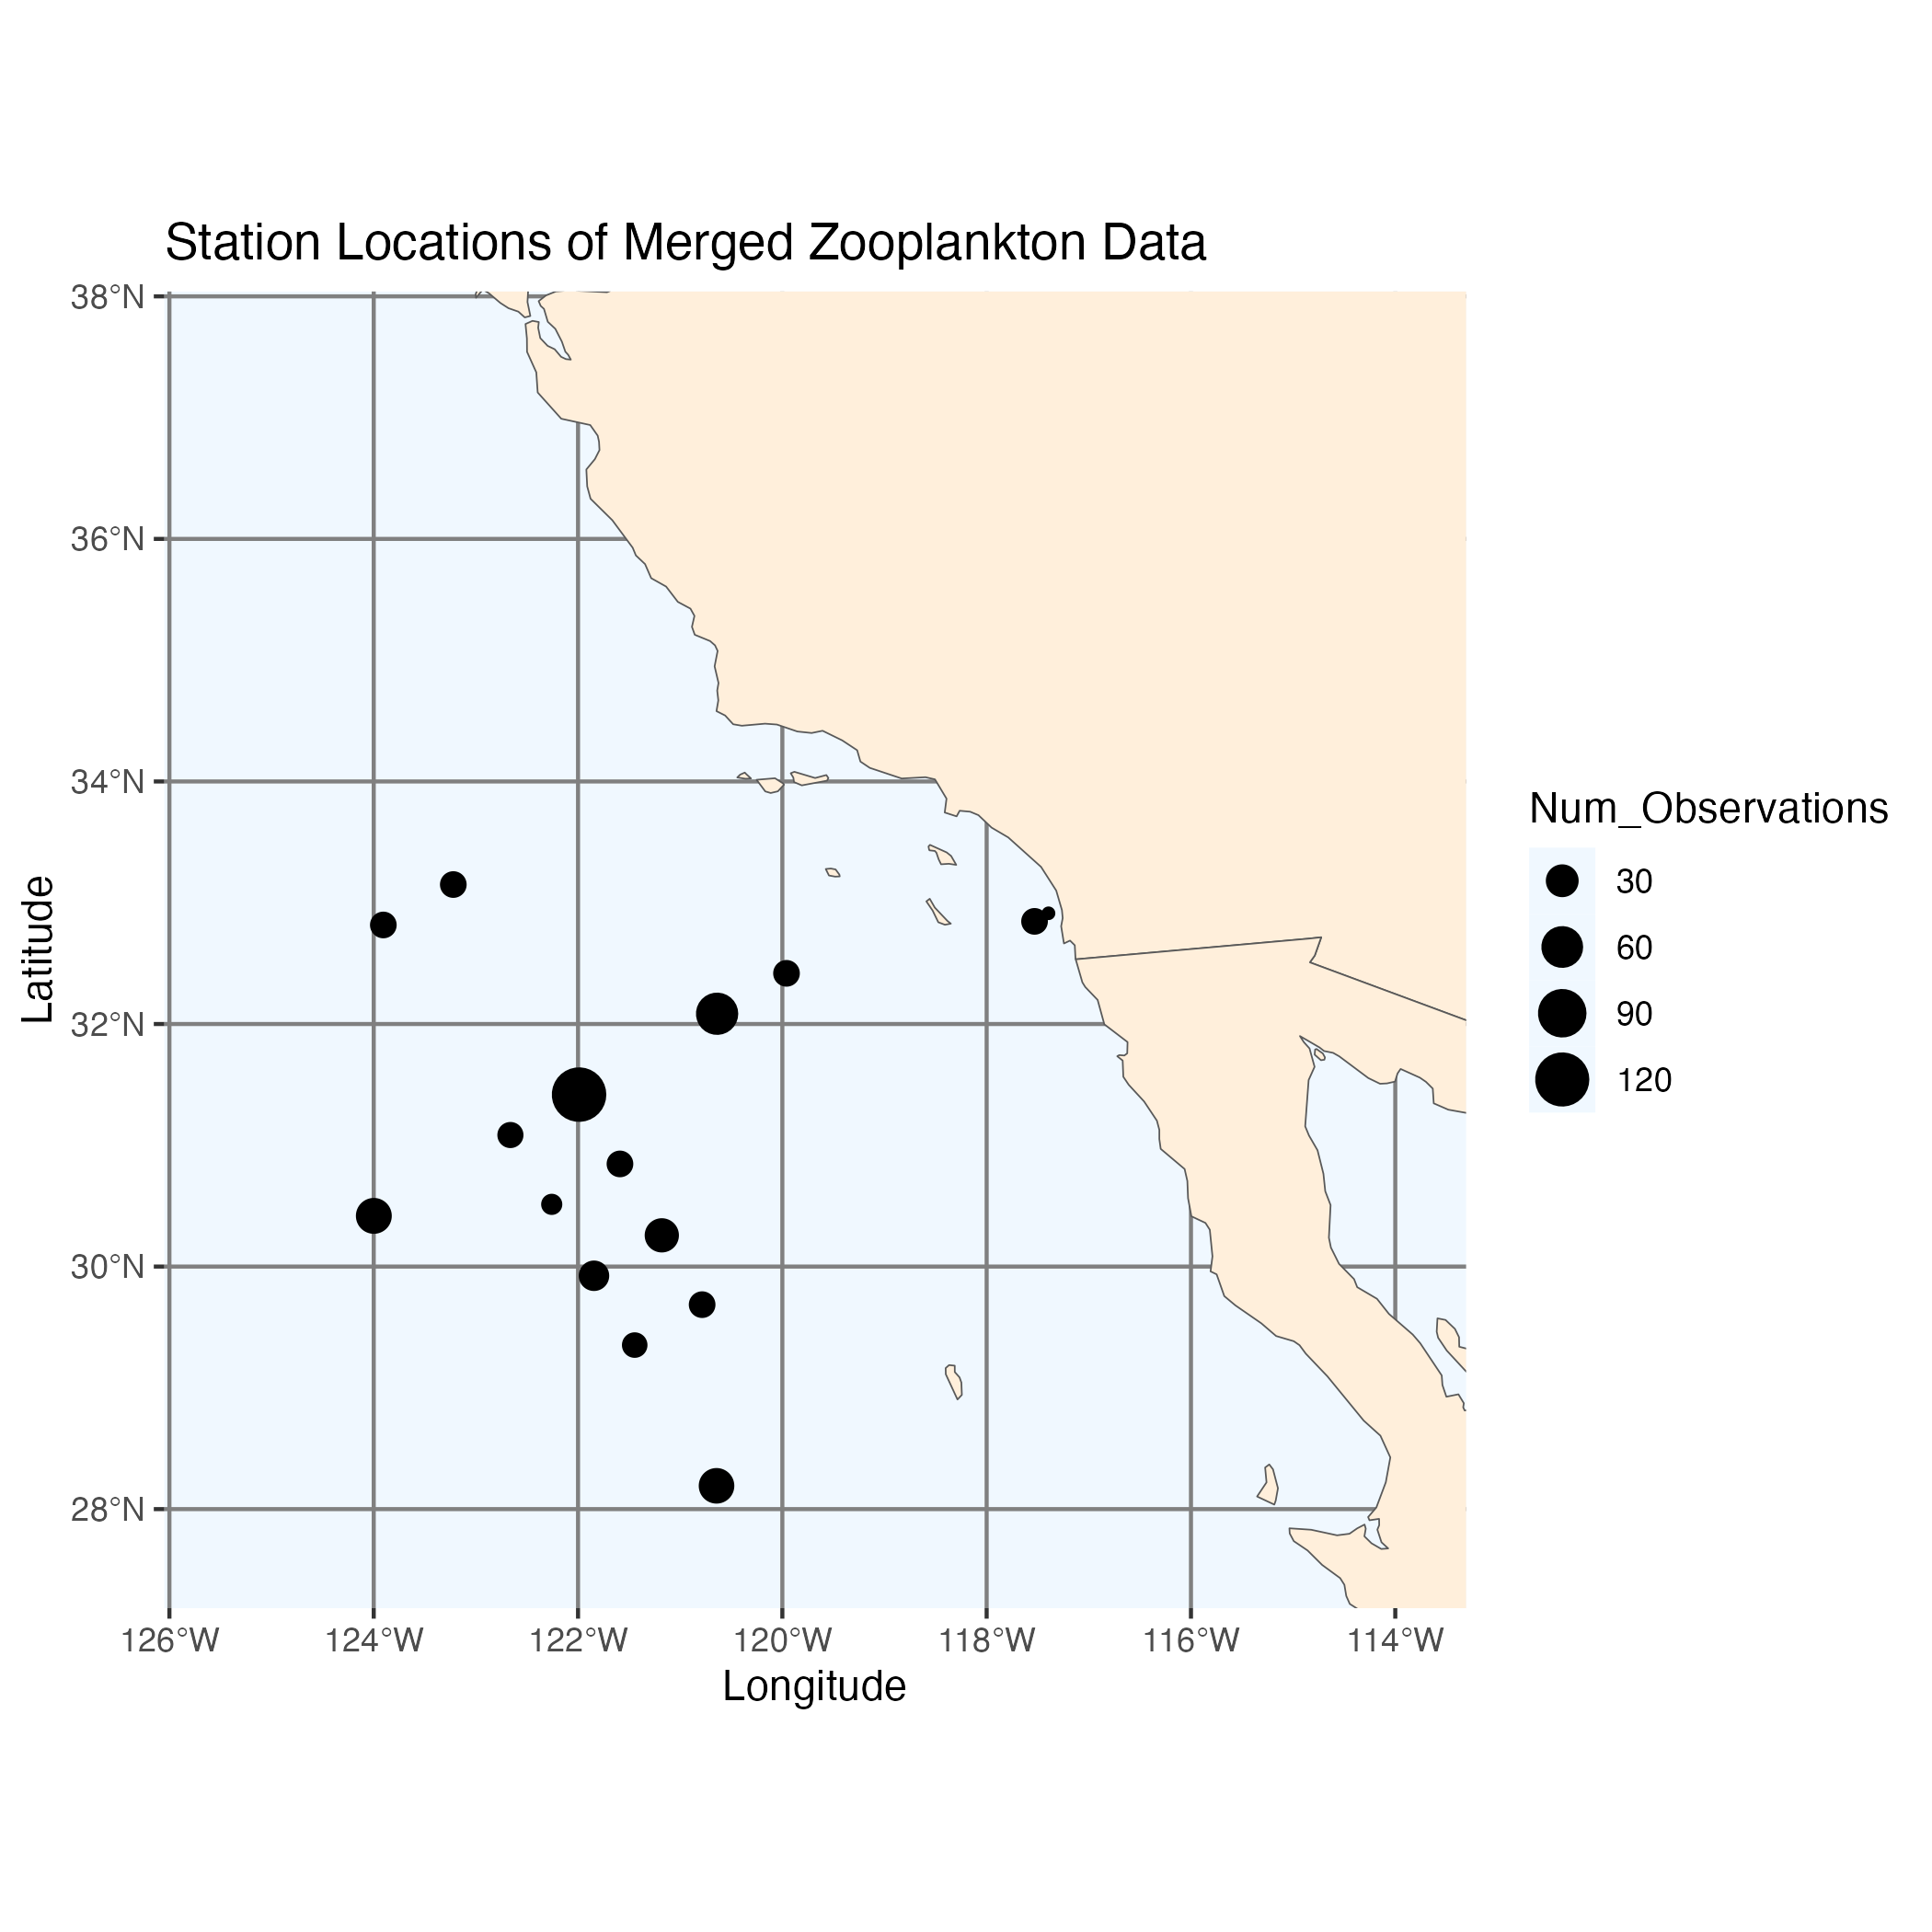 Station Locations of Merged Zooplankton Data
38°N
36°N
34°N
32°N
30°N
28°N
Latitude
126°W 124°W 122°W 120°W 118°W 116°W 114°W
Longitude
Num_Observations
30
60
90
120